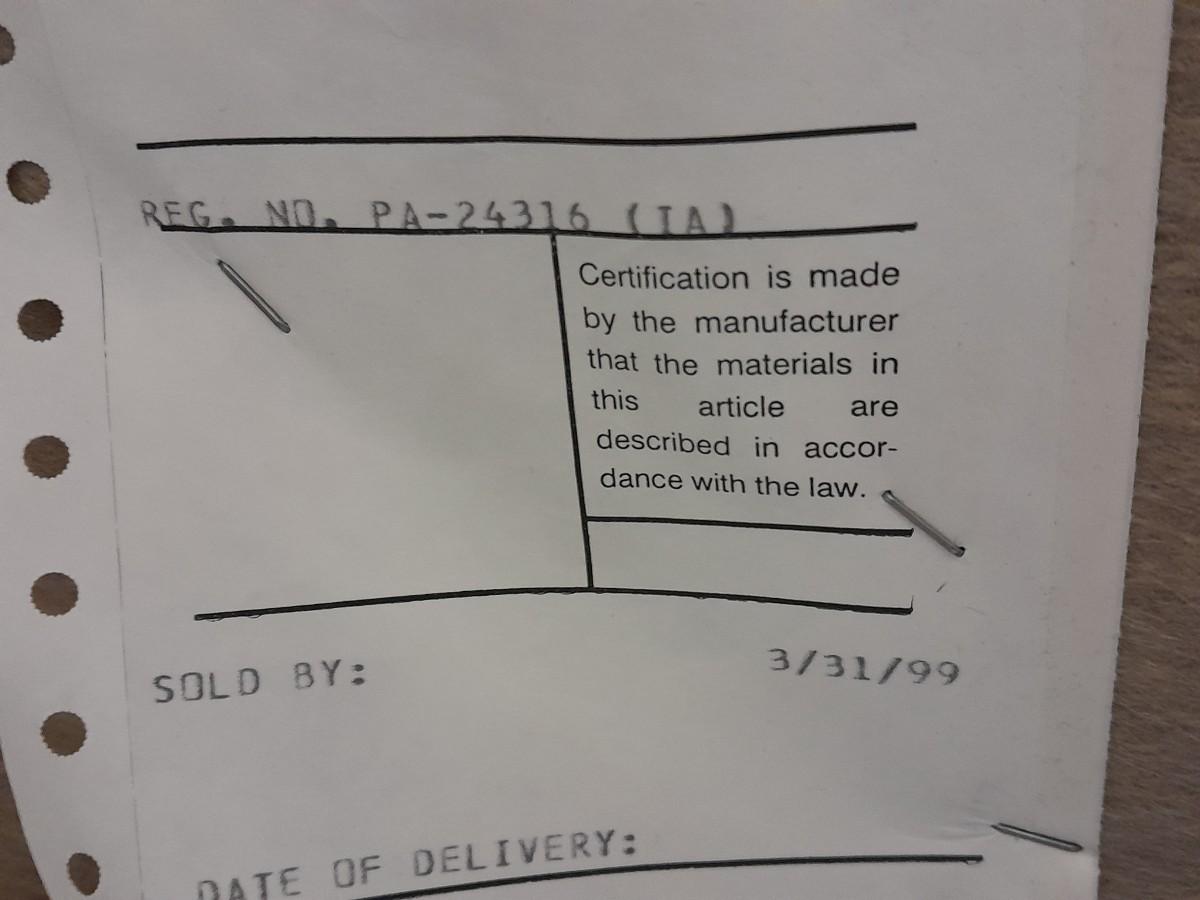 REG. NO. PA-24316 (IA)
Certification is made
by the manufacturer
that the materials in
this article are
described in accor-
dance with the law.
SOLD BY: 3/31/99
DATE OF DELIVERY: